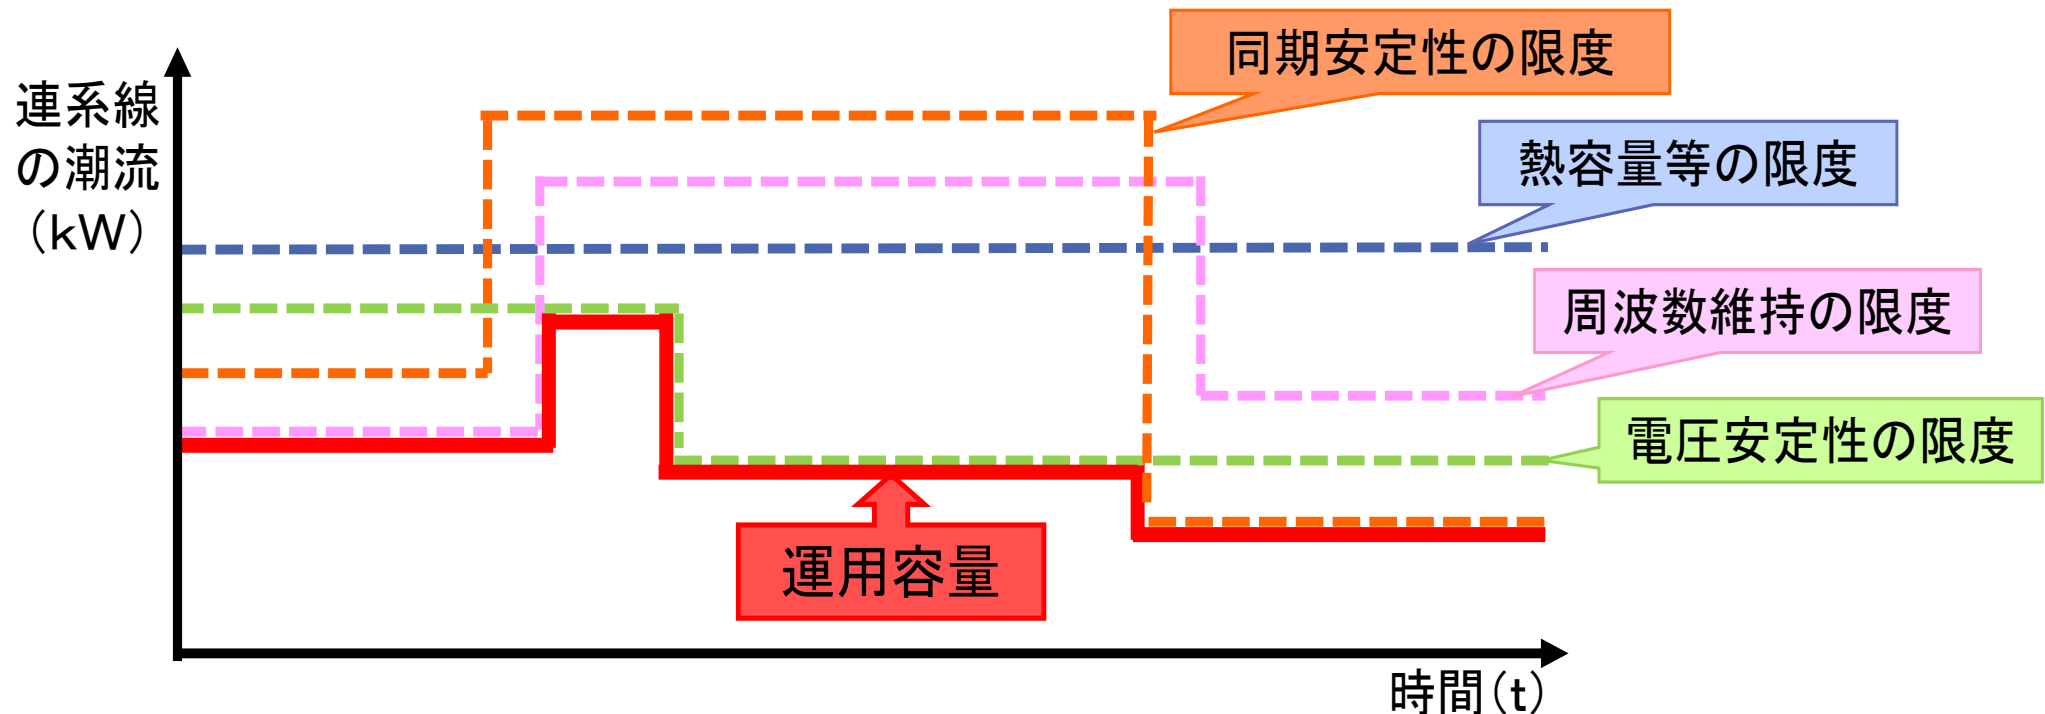 連系線
の潮流
（kW）
同期安定性の限度
熱容量等の限度
周波数維持の限度
電圧安定性の限度
運用容量
時間（t）